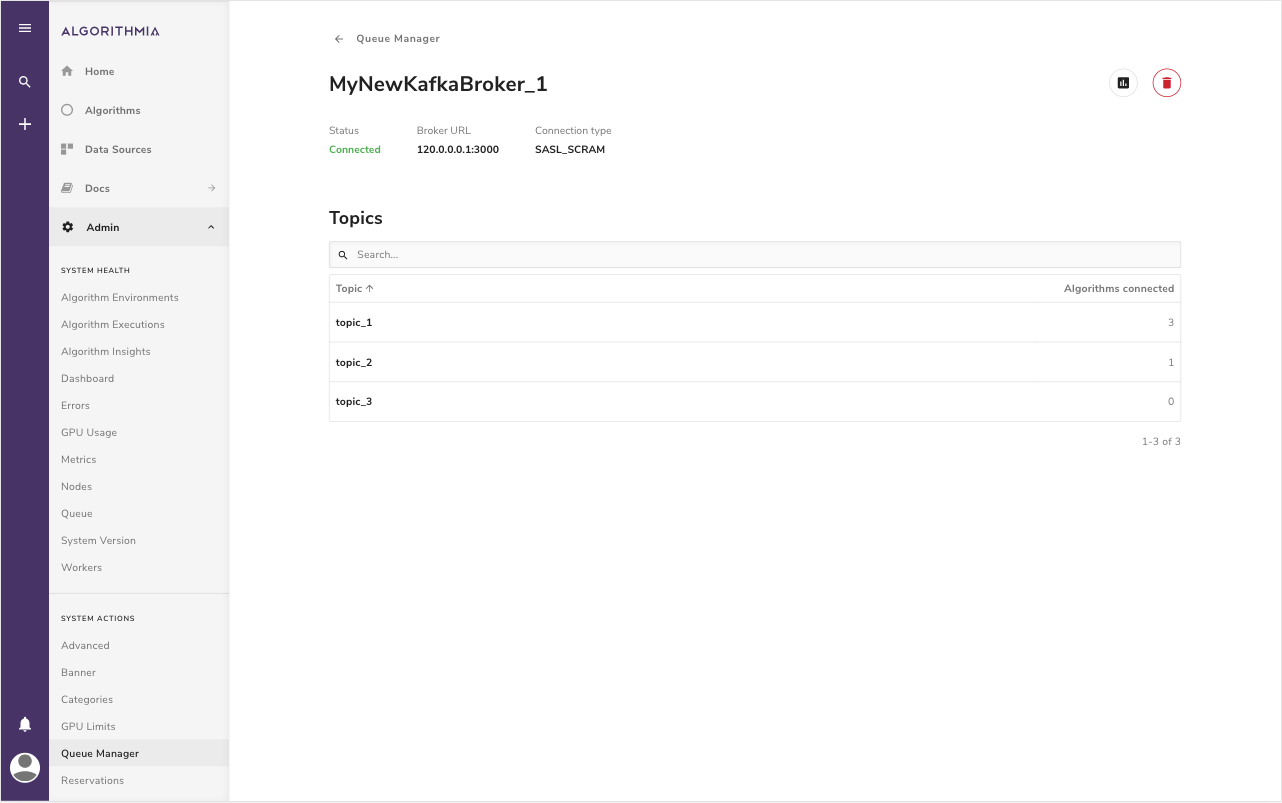 ALGORITHMIA
Home
Algorithms
Data Sources
Docs
Admin
SYSTEM HEALTH
Algorithm Environments
Algorithm Executions
Algorithm Insights
Dashboard
Errors
GPU Usage
Metrics
Nodes
Queue
System Version
Workers
SYSTEM ACTIONS
Advanced
Banner
Categories
GPU Limits
Queue Manager
Reservations
Queue Manager
MyNewKafkaBroker_1
Status Broker URL Connection type
Connected 120.0.0.0.1:3000 SASL_SCRAM
Topics
Search...
Topic Algorithms connected
topic_1 3
topic_2 1
topic_3 0
1-3 of 3